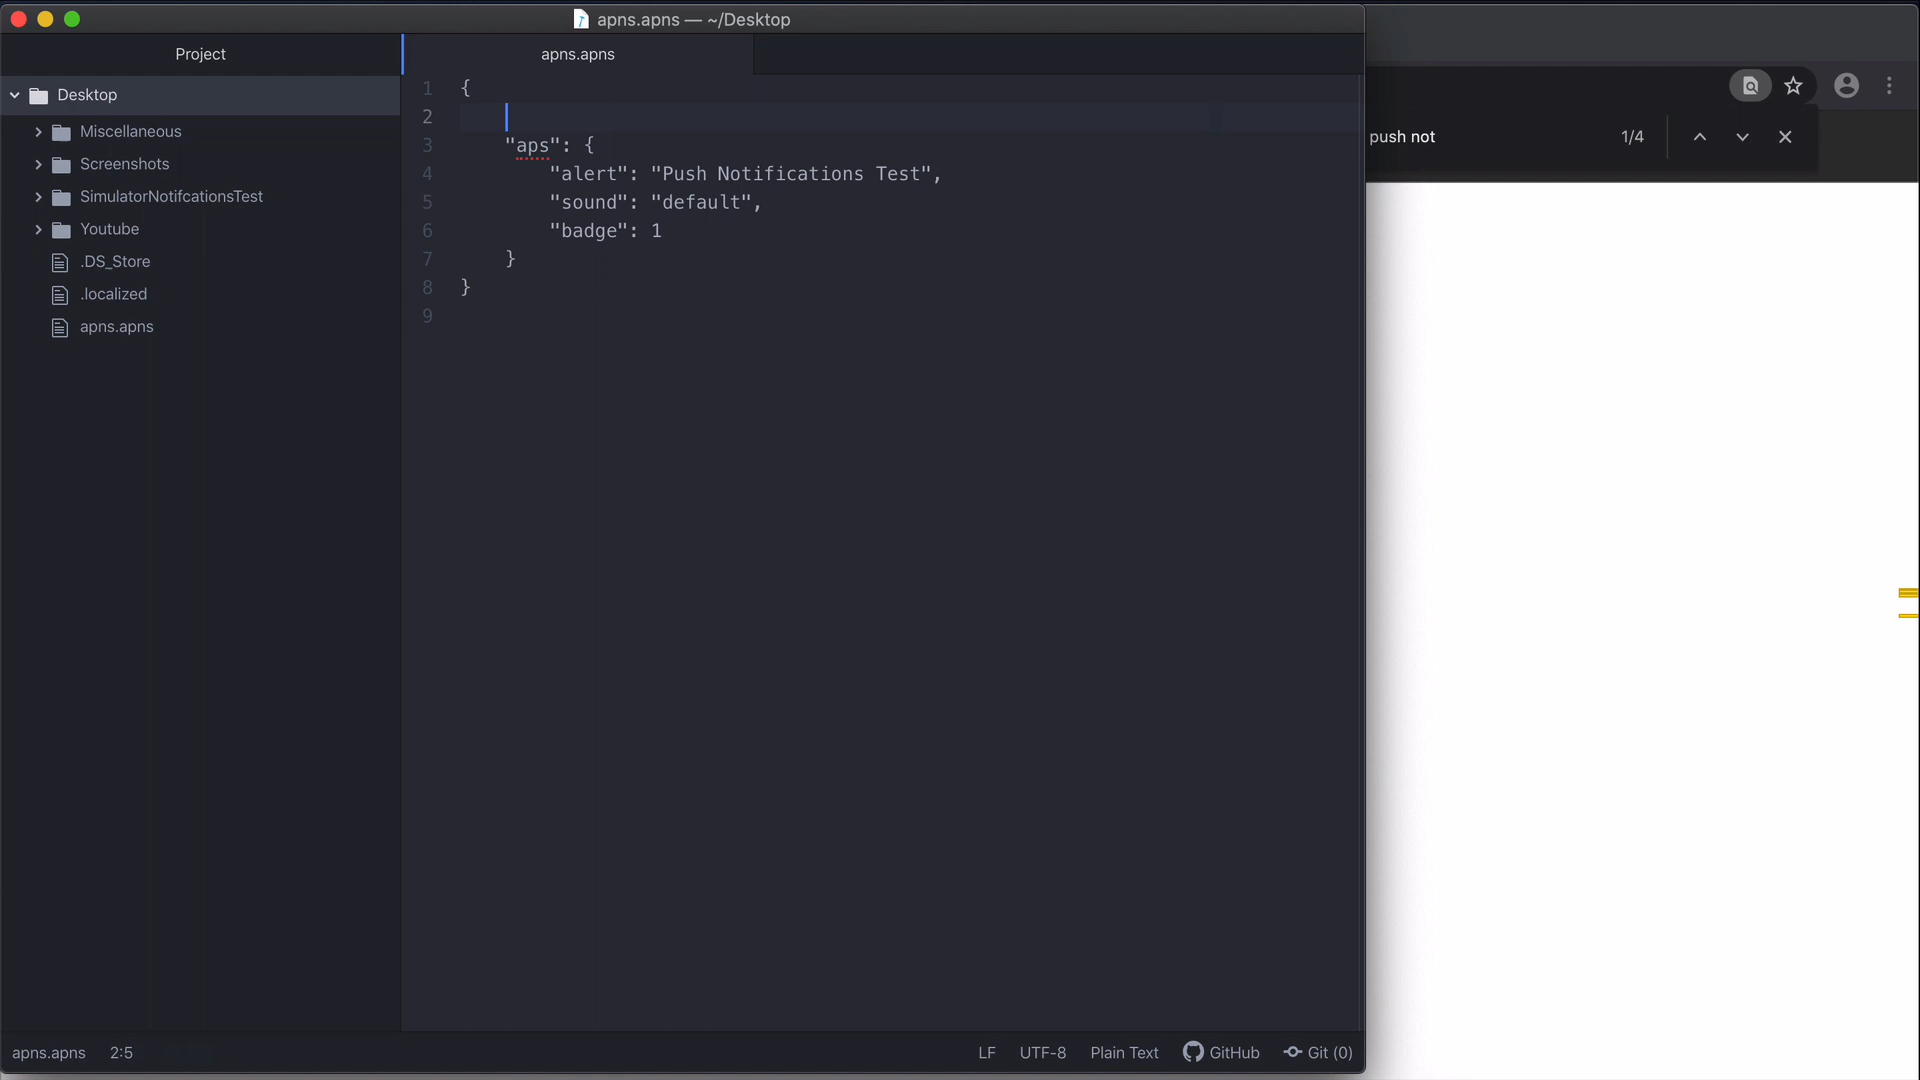 apns.apns — ~/Desktop
Project
apns.apns
Desktop
Miscellaneous
Screenshots
SimulatorNotifcationsTest
Youtube
.DS_Store
.localized
apns.apns
1 {
2
3 "aps": {
4 "alert": "Push Notifications Test",
5 "sound": "default",
6 "badge": 1
7 }
8 }
9
push not 1/4
apns.apns 2:5 LF UTF-8 Plain Text GitHub Git (0)